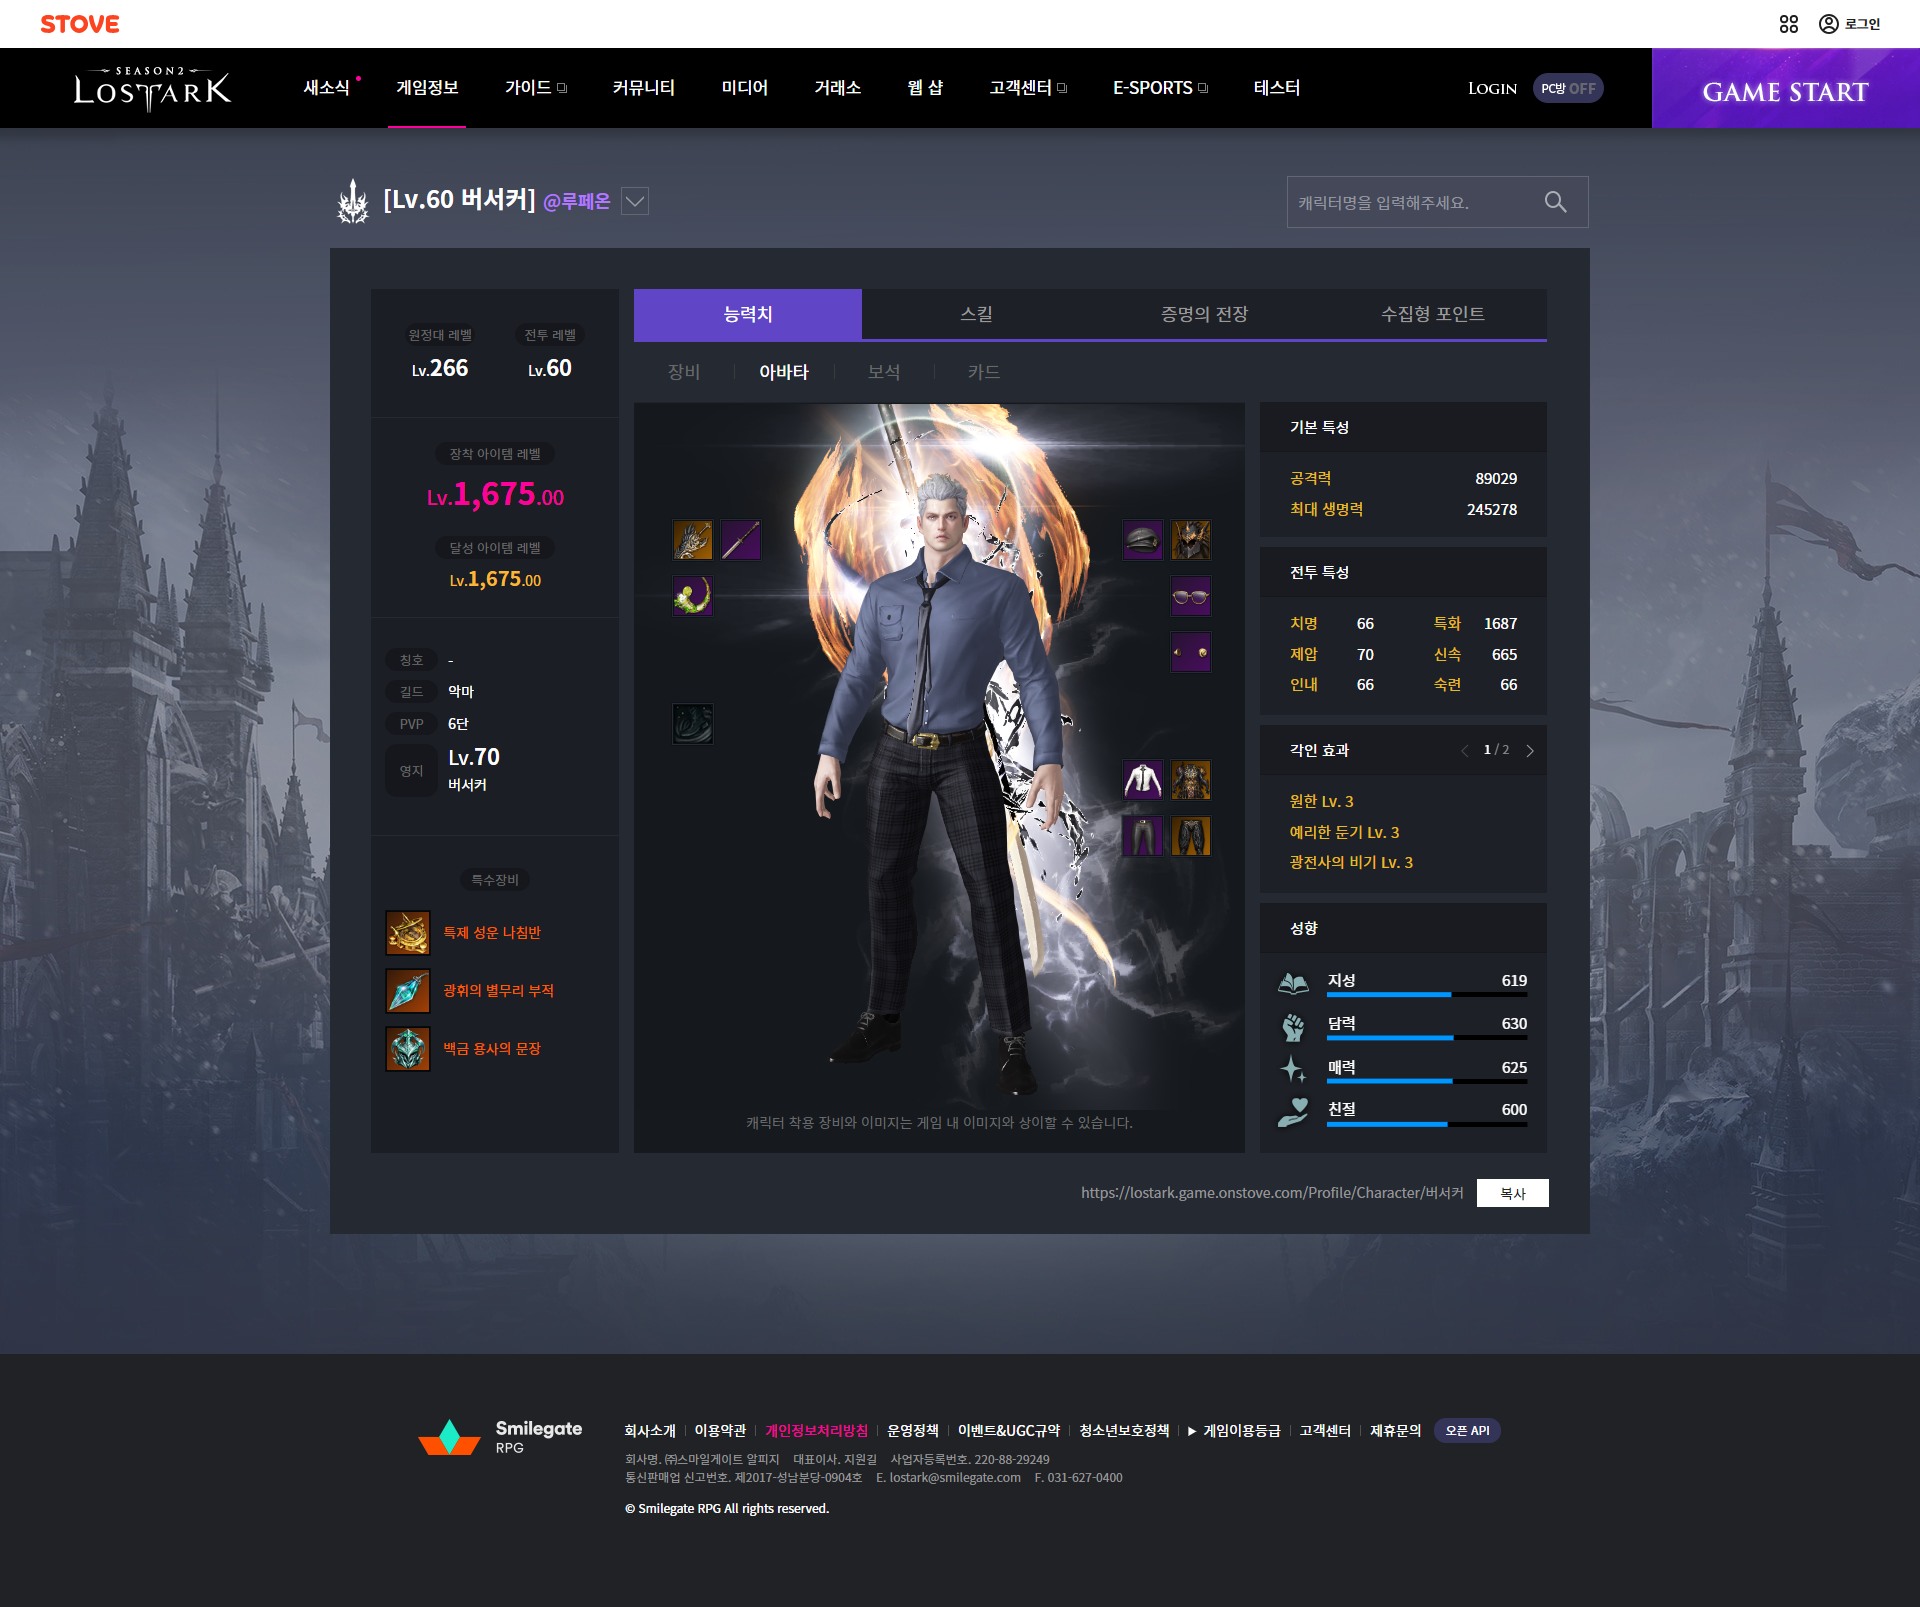 STOVE
로그인
SEASON2
LOSTARK
새소식 게임정보 가이드 커뮤니티 미디어 거래소 웹 샵 고객센터 E-SPORTS 테스터
LOGIN
PC방 OFF
GAME START
[Lv.60 버서커] @루페온
캐릭터명을 입력해주세요.
원정대 레벨 전투 레벨
Lv.266 Lv.60
장착 아이템 레벨
Lv.1,675.00
달성 아이템 레벨
Lv.1,675.00
칭호 -
길드 악마
PVP 6단
영지 Lv.70
버서커
특수장비
특제 성운 나침반
광휘의 별무리 부적
백금 용사의 문장
능력치 스킬 증명의 전장 수집형 포인트
장비 아바타 보석 카드
캐릭터 착용 장비와 이미지는 게임 내 이미지와 상이할 수 있습니다.
기본 특성
공격력 89029
최대 생명력 245278
전투 특성
치명 66 특화 1687
제압 70 신속 665
인내 66 숙련 66
각인 효과 1 / 2
원한 Lv. 3
예리한 둔기 Lv. 3
광전사의 비기 Lv. 3
성향
지성 619
담력 630
매력 625
친절 600
https://lostark.game.onstove.com/Profile/Character/버서커 복사
Smilegate
RPG
회사소개 이용약관 개인정보처리방침 운영정책 이벤트&UGC규약 청소년보호정책 ▶ 게임이용등급 고객센터 제휴문의 오픈 API
회사명. ㈜스마일게이트 알피지 대표이사. 지원길 사업자등록번호. 220-88-29249
통신판매업 신고번호. 제2017-성남분당-0904호 E. lostark@smilegate.com F. 031-627-0400
© Smilegate RPG All rights reserved.